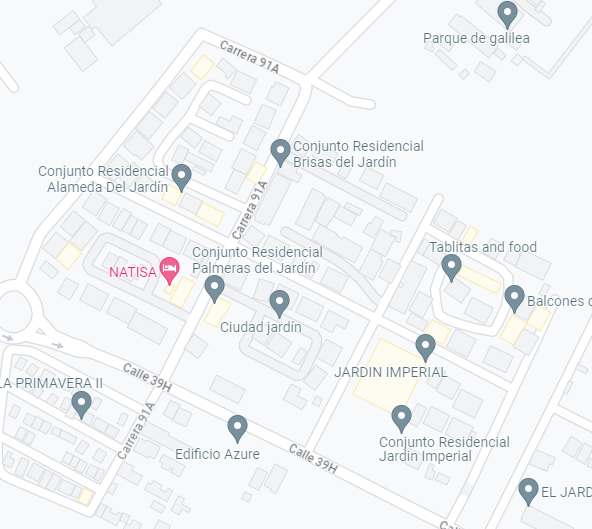 Parque de galilea
Carrera 91A
Conjunto Residencial
Brisas del Jardín
Conjunto Residencial
Alameda Del Jardín
Carrera 91A
Tablitas and food
Conjunto Residencial
Palmeras del Jardín
NATISA
Balcones d
Ciudad jardín
JARDIN IMPERIAL
Calle 39H
LA PRIMAVERA II
Carrera 91A
Conjunto Residencial
Jardin Imperial
Edificio Azure
Calle 39H
EL JARD